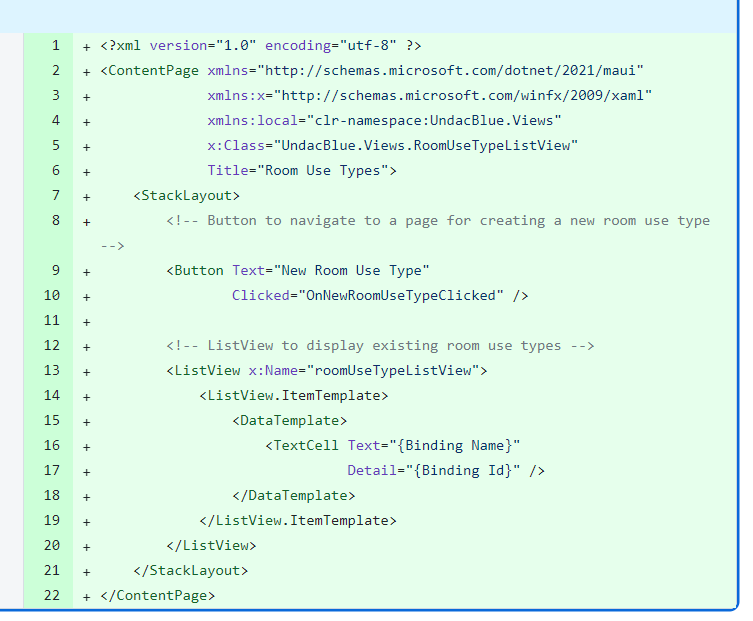 1 + <?xml version="1.0" encoding="utf-8" ?>
2 + <ContentPage xmlns="http://schemas.microsoft.com/dotnet/2021/maui"
3 +              xmlns:x="http://schemas.microsoft.com/winfx/2009/xaml"
4 +              xmlns:local="clr-namespace:UndacBlue.Views"
5 +              x:Class="UndacBlue.Views.RoomUseTypeListView"
6 +              Title="Room Use Types">
7 +     <StackLayout>
8 +         <!-- Button to navigate to a page for creating a new room use type
-->
9 +         <Button Text="New Room Use Type"
10 +                 Clicked="OnNewRoomUseTypeClicked" />
11 +
12 +         <!-- ListView to display existing room use types -->
13 +         <ListView x:Name="roomUseTypeListView">
14 +             <ListView.ItemTemplate>
15 +                 <DataTemplate>
16 +                     <TextCell Text="{Binding Name}"
17 +                               Detail="{Binding Id}" />
18 +                 </DataTemplate>
19 +             </ListView.ItemTemplate>
20 +         </ListView>
21 +     </StackLayout>
22 + </ContentPage>